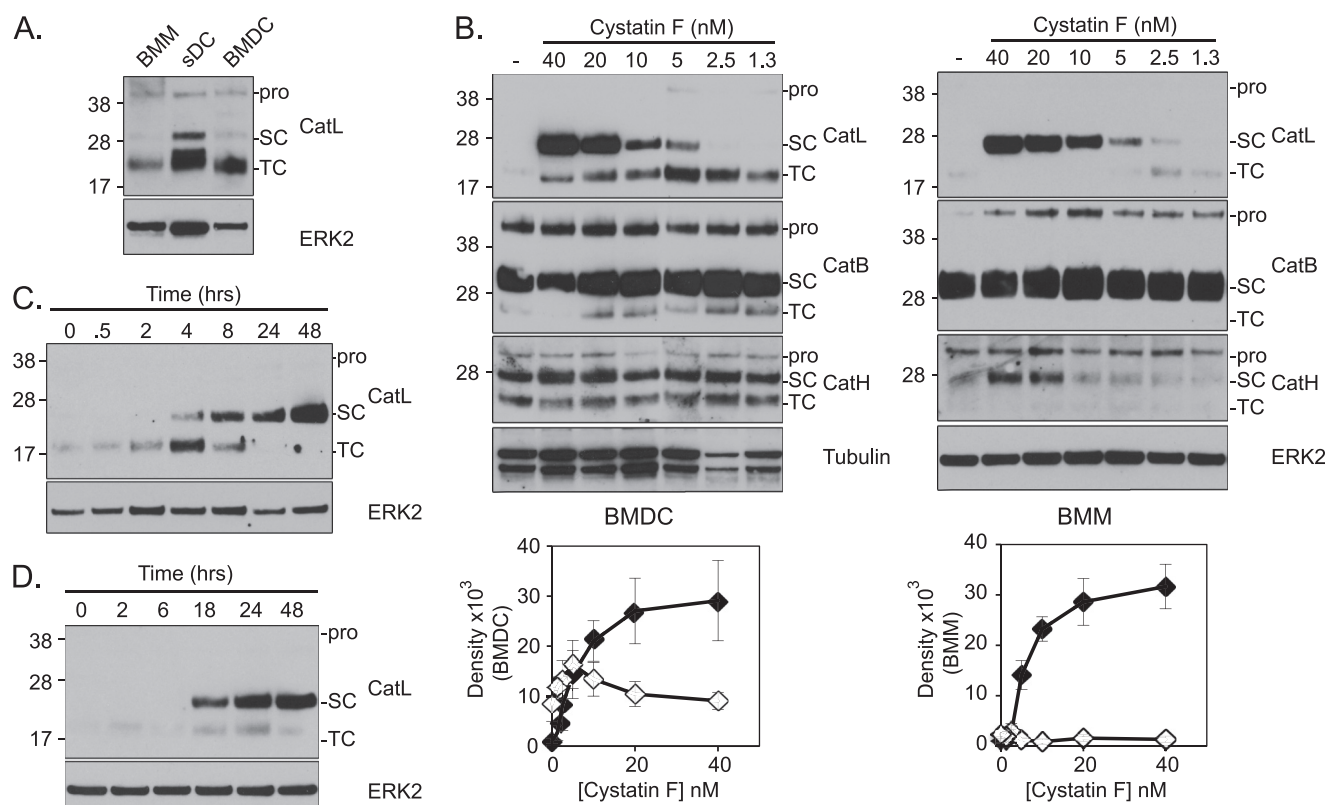 A.
BMM sDC BMDC
38
28
17
-pro
-SC
CatL
-TC
ERK2
B.
Cystatin F (nM)
- 40 20 10 5 2.5 1.3
38
28
17
-pro
-SC CatL
-TC
38
28
-pro
-SC CatB
-TC
28
-pro
-SC CatH
-TC
Tubulin
Cystatin F (nM)
- 40 20 10 5 2.5 1.3
38
28
17
-pro
-SC CatL
-TC
38
28
-pro
-SC CatB
-TC
28
-pro
-SC CatH
-TC
ERK2
C.
Time (hrs)
0 .5 2 4 8 24 48
38
28
17
-pro
-SC CatL
-TC
ERK2
D.
Time (hrs)
0 2 6 18 24 48
38
28
17
-pro
-SC CatL
-TC
ERK2
BMDC
Density x10³
(BMDC)
40
30
20
10
0
0 20 40
[Cystatin F] nM
BMM
Density x10³
(BMM)
40
30
20
10
0
0 20 40
[Cystatin F] nM